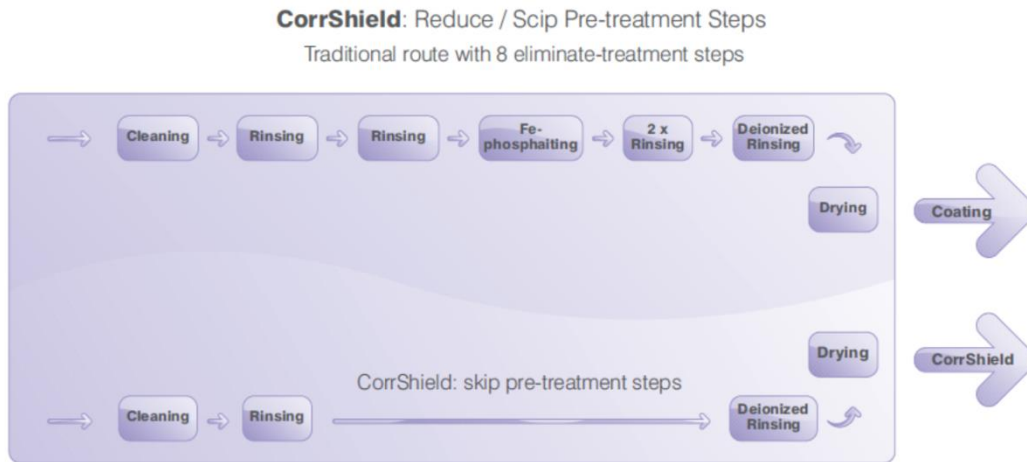 CorrShield: Reduce / Scip Pre-treatment Steps
Traditional route with 8 eliminate-treatment steps
Cleaning
Rinsing
Rinsing
Fe-
phosphaiting
2 x
Rinsing
Deionized
Rinsing
Drying
Coating
Drying
CorrShield
CorrShield: skip pre-treatment steps
Cleaning
Rinsing
Deionized
Rinsing